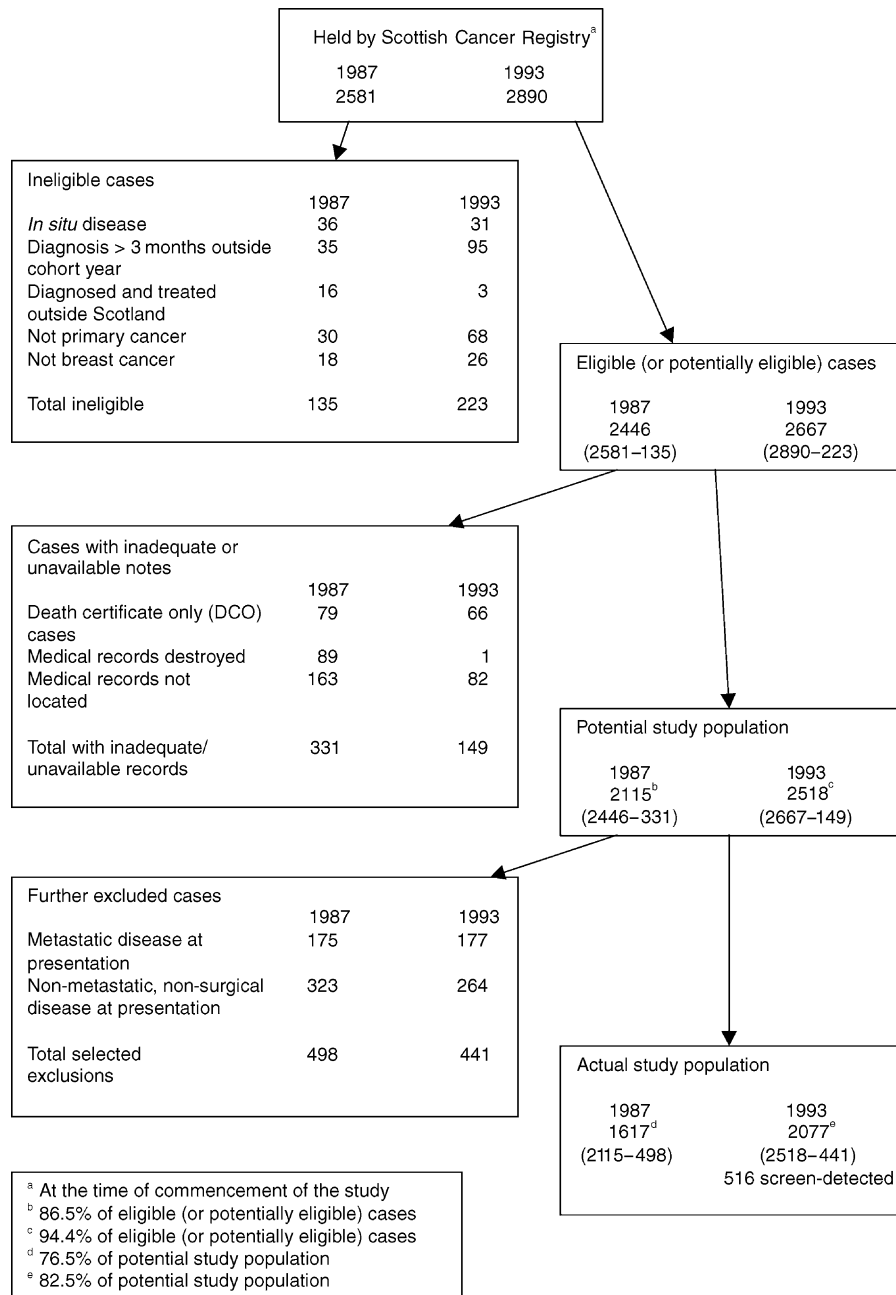 Held by Scottish Cancer Registry a
1987 1993
2581 2890
Ineligible cases
1987 1993
In situ disease 36 31
Diagnosis > 3 months outside 35 95
cohort year
Diagnosed and treated 16 3
outside Scotland
Not primary cancer 30 68
Not breast cancer 18 26
Total ineligible 135 223
Eligible (or potentially eligible) cases
1987 1993
2446 2667
(2581–135) (2890–223)
Cases with inadequate or
unavailable notes
1987 1993
Death certificate only (DCO) 79 66
cases
Medical records destroyed 89 1
Medical records not 163 82
located
Total with inadequate/ 331 149
unavailable records
Potential study population
1987 1993
2115 b 2518 c
(2446–331) (2667–149)
Further excluded cases
1987 1993
Metastatic disease at 175 177
presentation
Non-metastatic, non-surgical 323 264
disease at presentation
Total selected 498 441
exclusions
Actual study population
1987 1993
1617 d 2077 e
(2115–498) (2518–441)
516 screen-detected
a At the time of commencement of the study
b 86.5% of eligible (or potentially eligible) cases
c 94.4% of eligible (or potentially eligible) cases
d 76.5% of potential study population
e 82.5% of potential study population